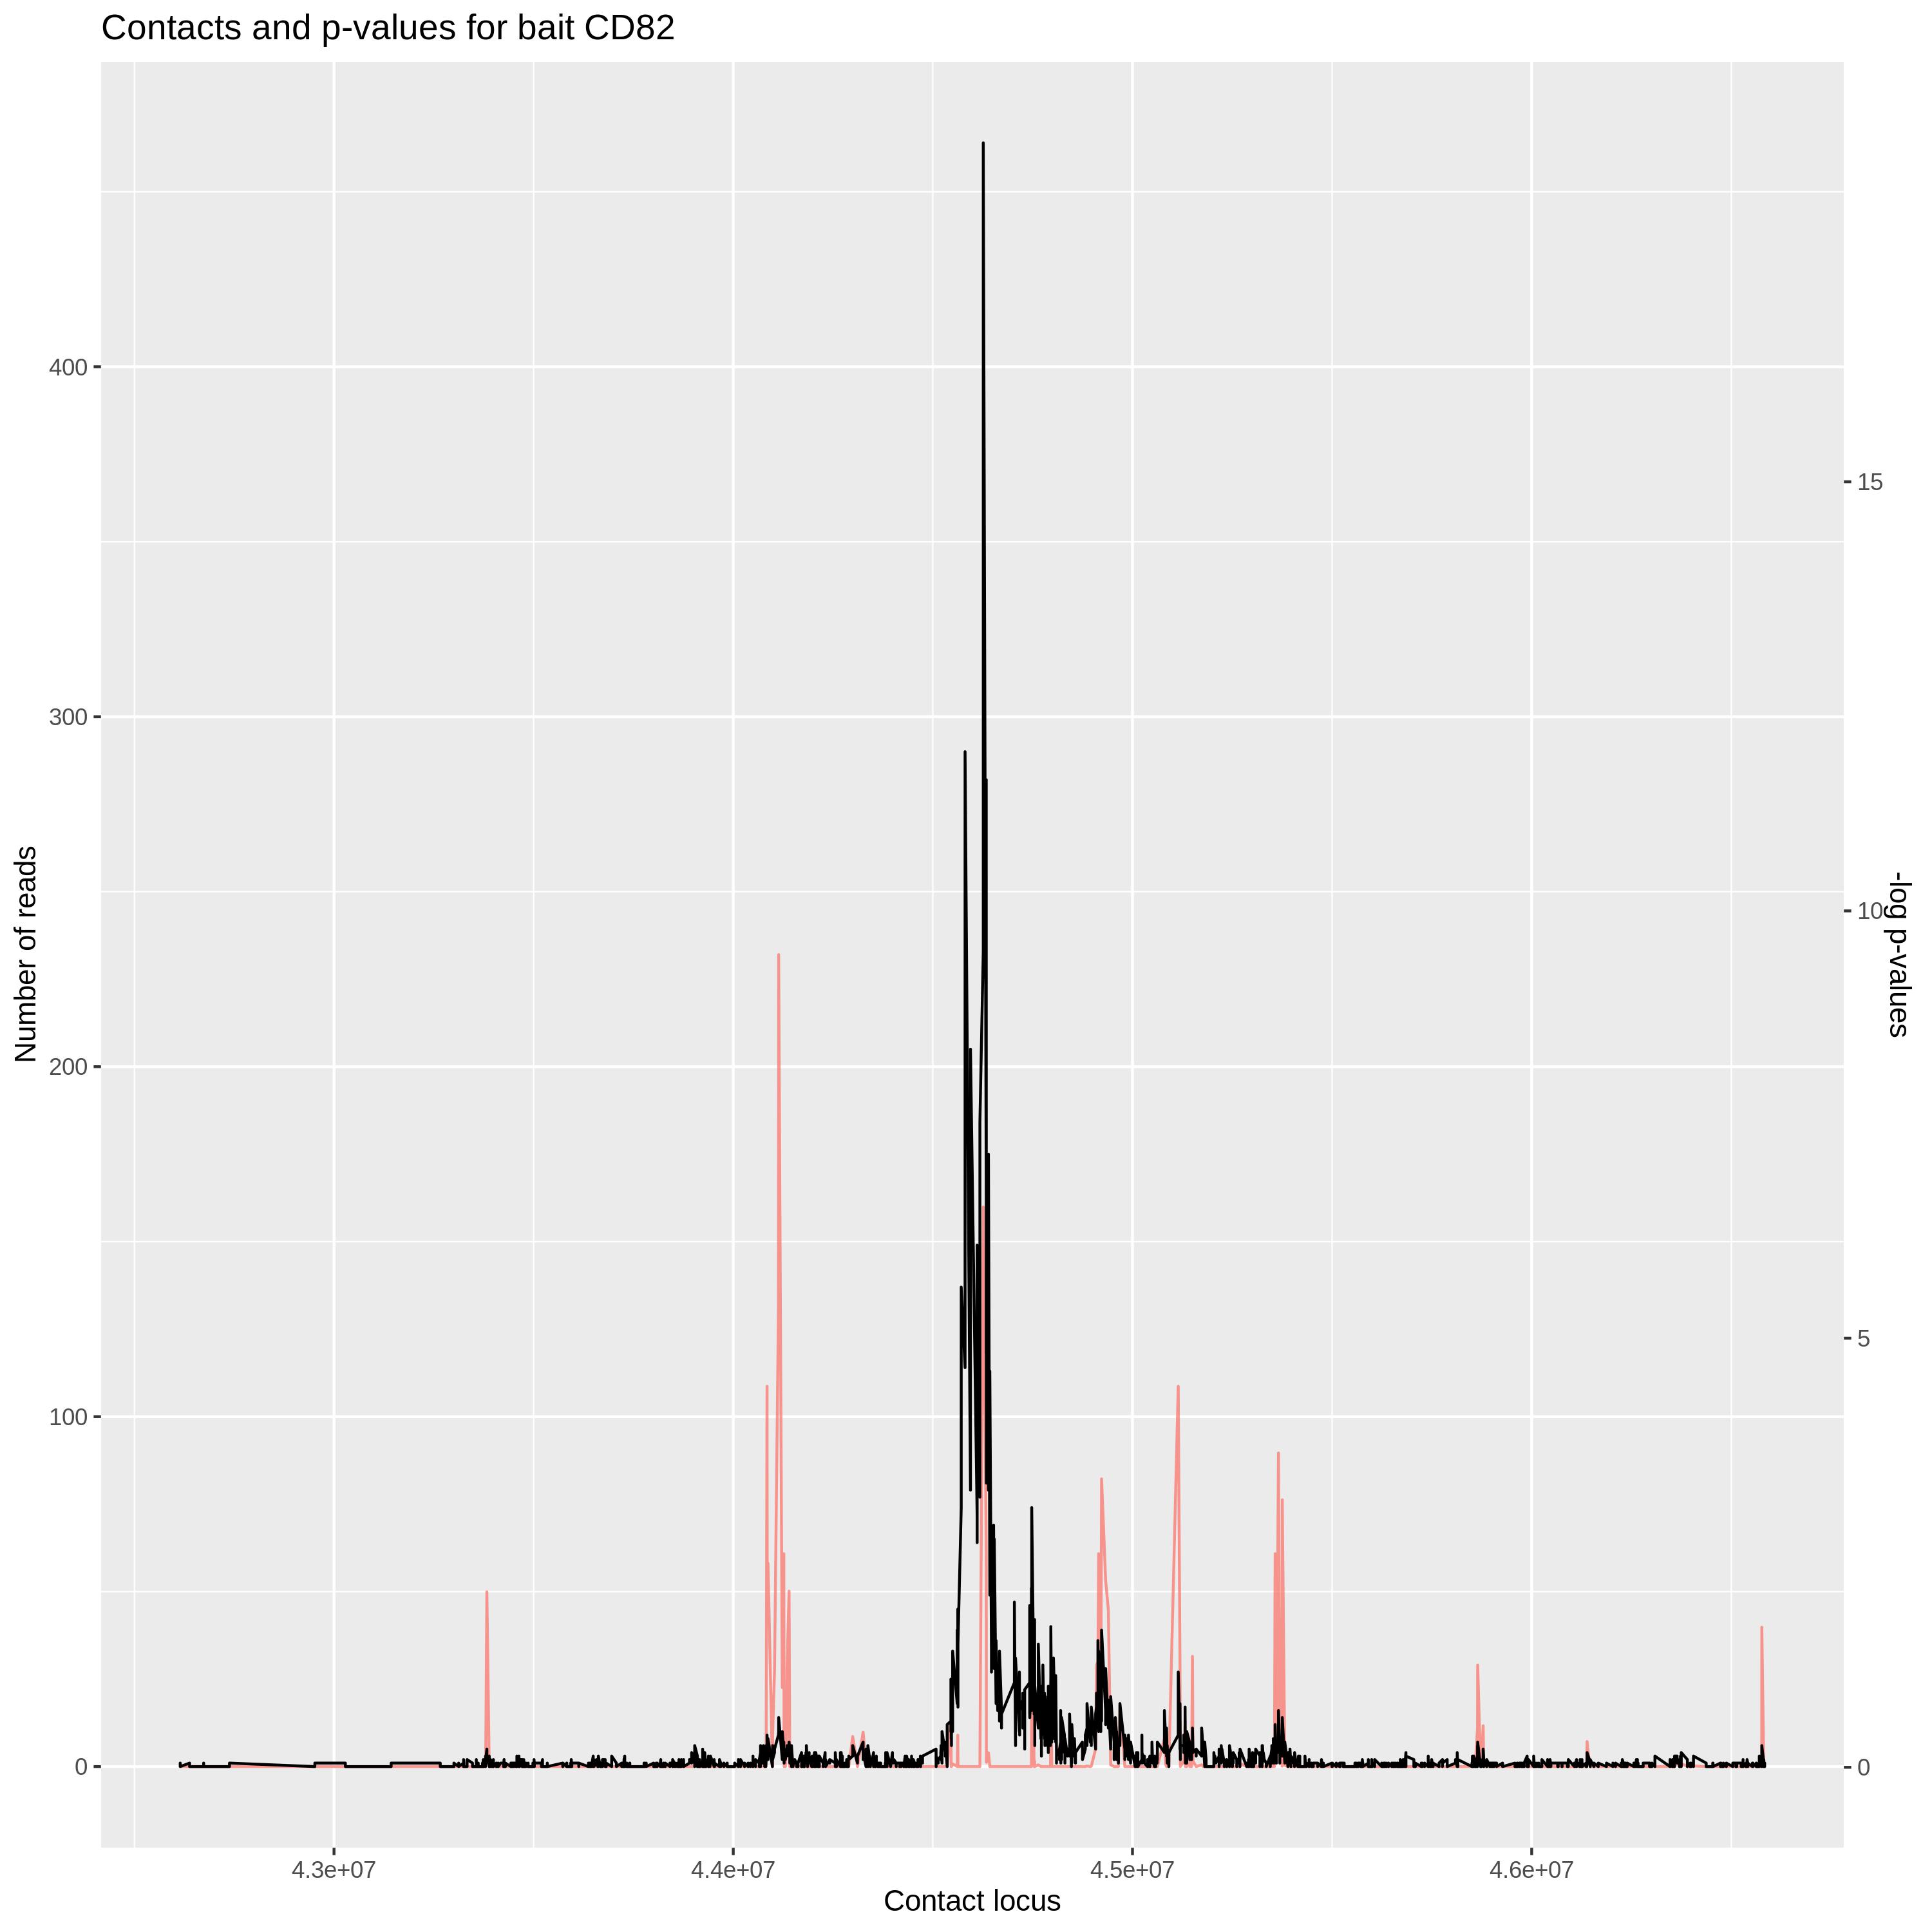 Contacts and p-values for bait CD82
Number of reads
400
300
200
100
0
15
10
5
0
-log p-values
4.3e+07
4.4e+07
4.5e+07
4.6e+07
Contact locus